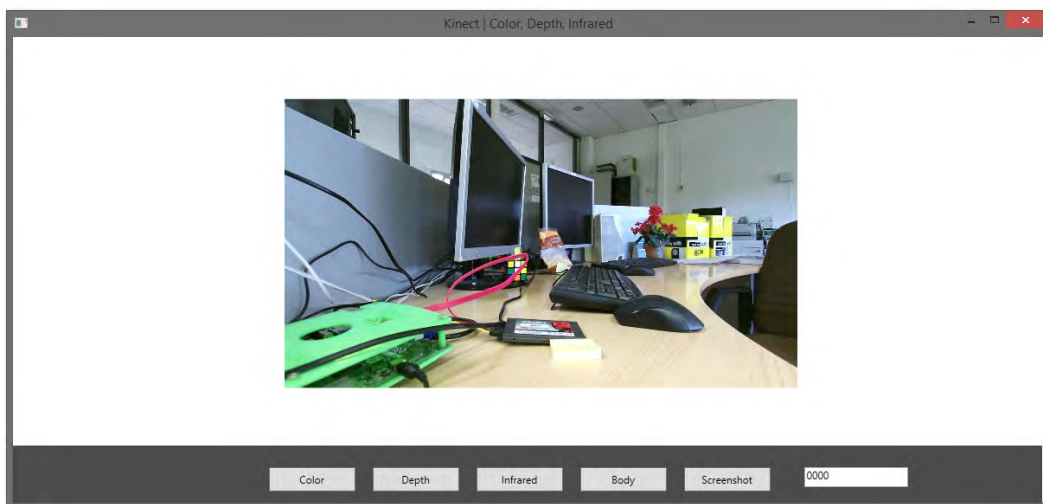 Kinect | Color, Depth, Infrared
Color
Depth
Infrared
Body
Screenshot
0000